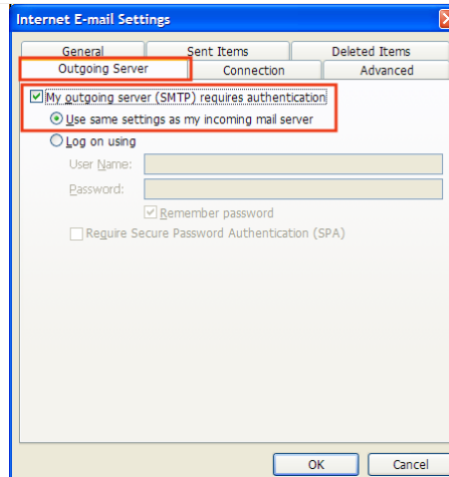 Internet E-mail Settings
General Sent Items Deleted Items
Outgoing Server Connection Advanced
My outgoing server (SMTP) requires authentication
Use same settings as my incoming mail server
Log on using
User Name:
Password:
Remember password
Require Secure Password Authentication (SPA)
OK Cancel